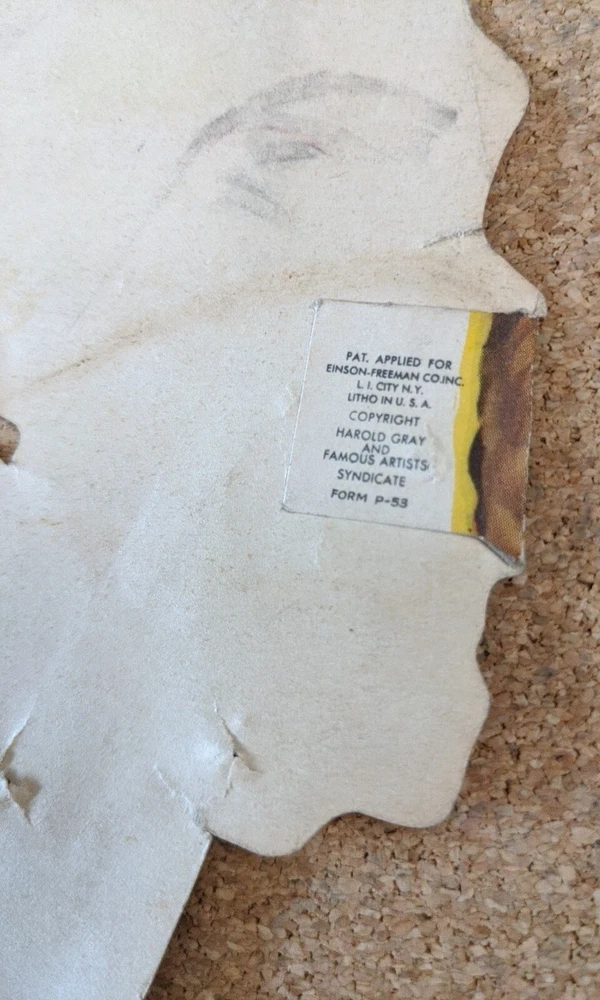 PAT. APPLIED FOR
EINSON-FREEMAN CO.INC.
L. I. CITY N.Y.
LITHO IN U. S. A.
COPYRIGHT
HAROLD GRAY
AND
FAMOUS ARTISTS
SYNDICATE
FORM P-53